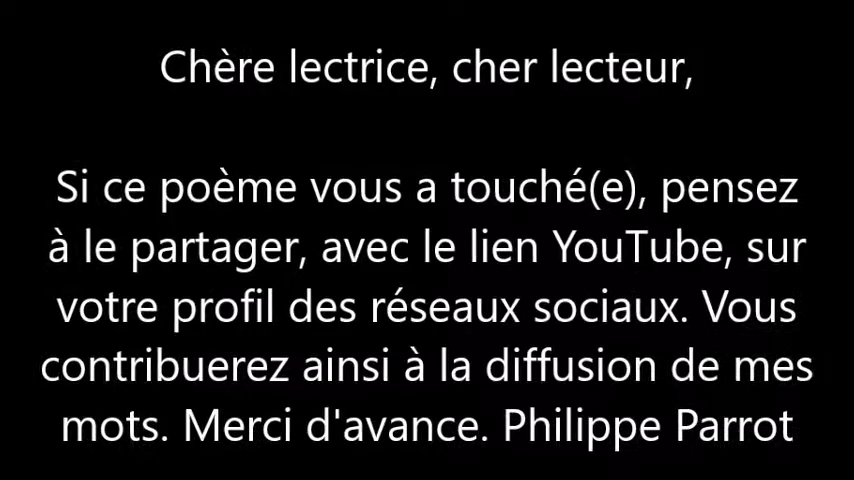 Chère lectrice, cher lecteur,
Si ce poème vous a touché(e), pensez
à le partager, avec le lien YouTube, sur
votre profil des réseaux sociaux. Vous
contribuerez ainsi à la diffusion de mes
mots. Merci d'avance. Philippe Parrot